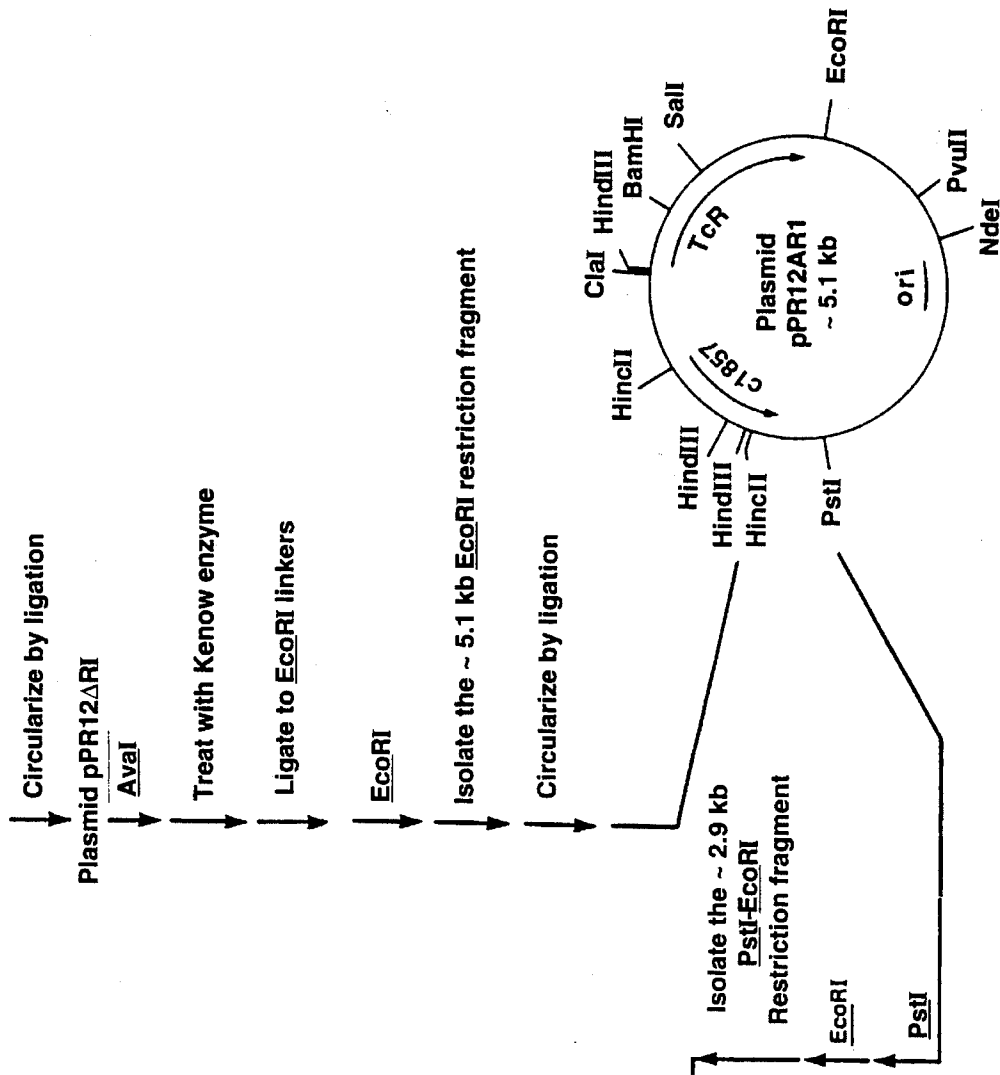 Circularize by ligation
Plasmid pPR12ΔRI
AvaI
Treat with Kenow enzyme
Ligate to EcoRI linkers
EcoRI
Isolate the ~ 5.1 kb EcoRI restriction fragment
Circularize by ligation
HincII
ClaI
HindIII
BamHI
SalI
EcoRI
PvuII
NdeI
PstI
HincII
HindIII
HindIII
c1857
TcR
Plasmid
pPR12AR1
~ 5.1 kb
ori
Isolate the ~ 2.9 kb
PstI-EcoRI
Restriction fragment
EcoRI
PstI